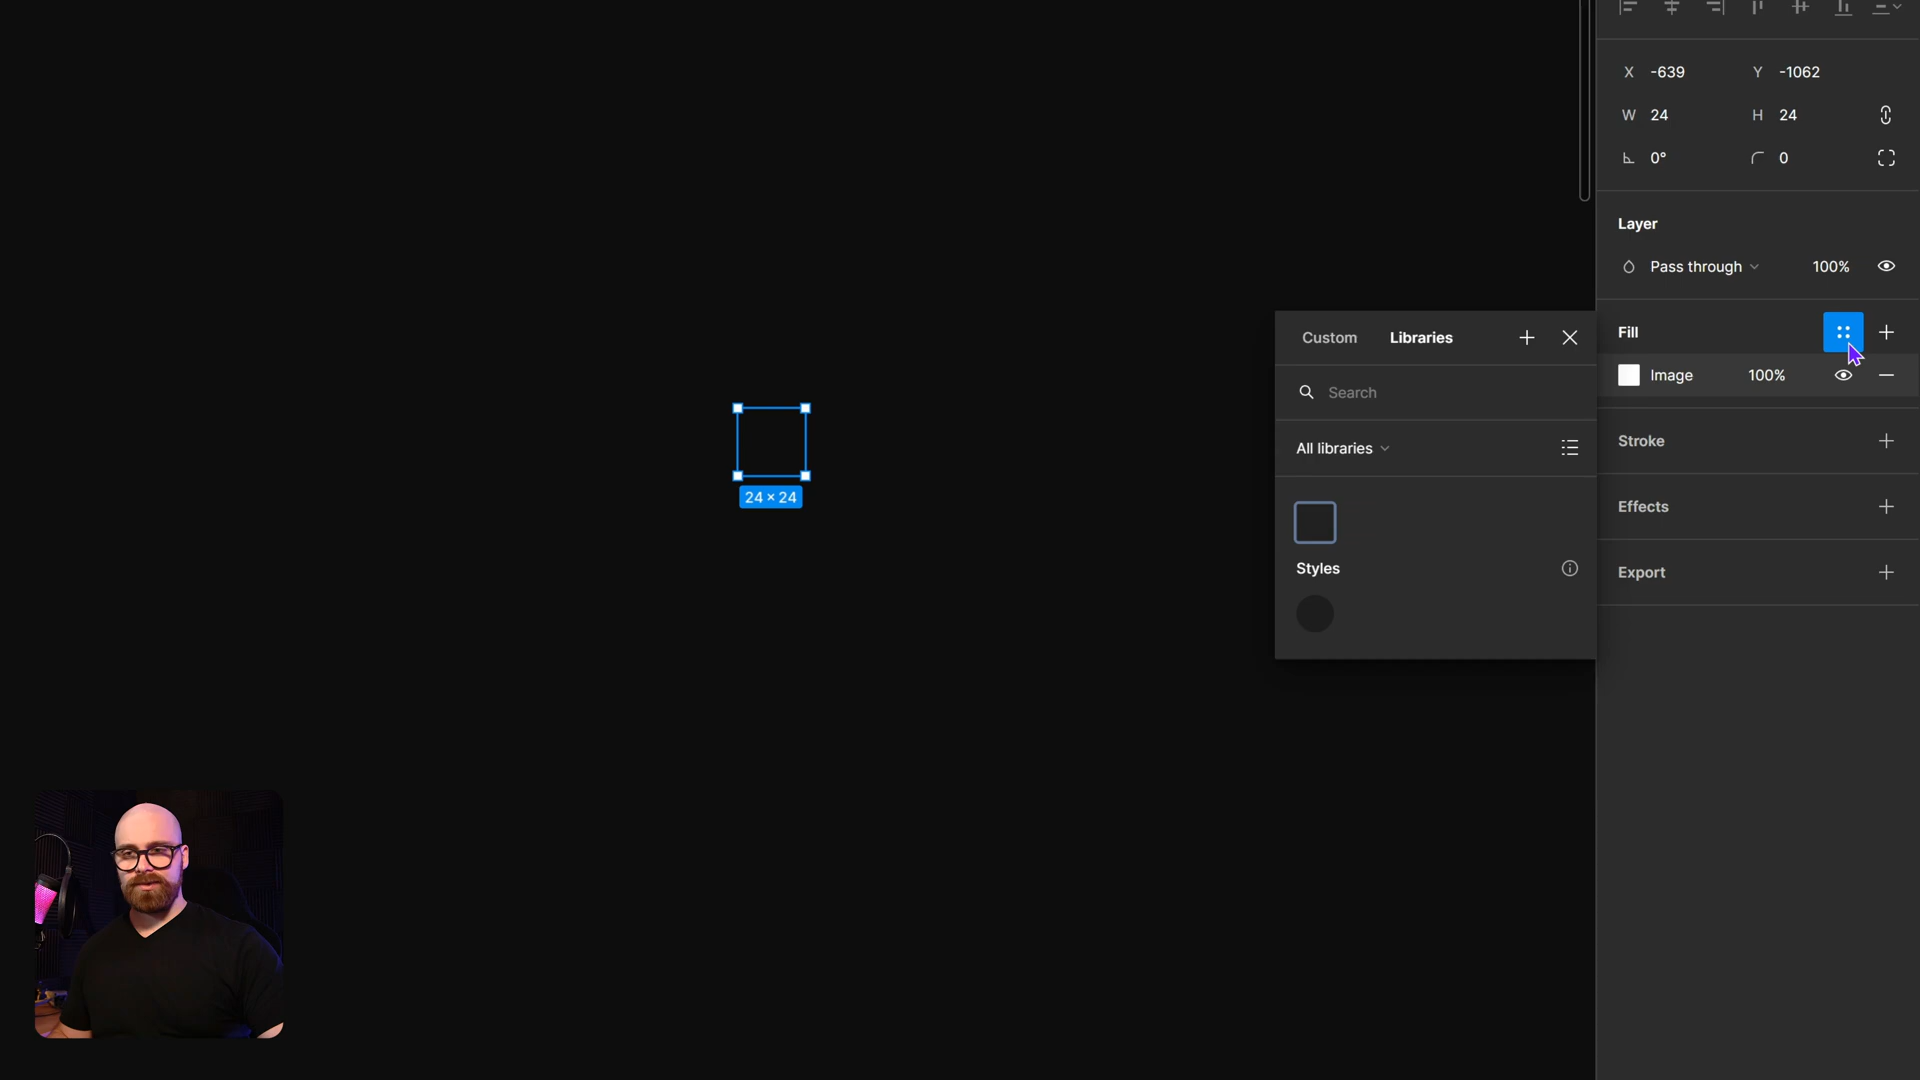 X -639 Y -1062
W 24 H 24
0° 0
Layer
Pass through 100%
Fill
Image 100%
Stroke
Effects
Export
Custom Libraries
Search
All libraries
Styles
24 × 24